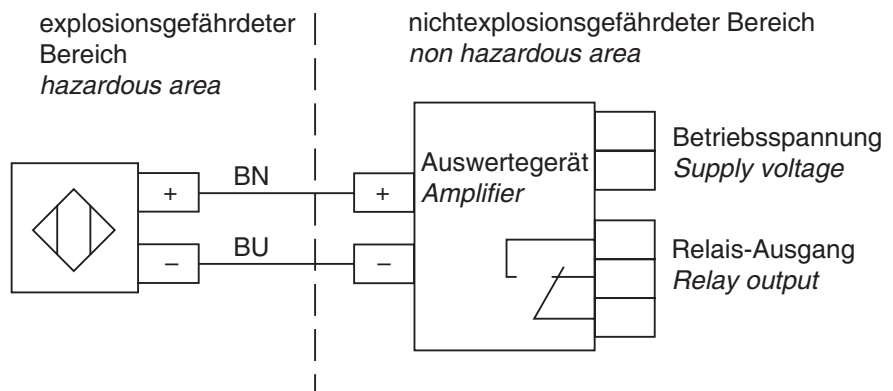 explosionsgefährdeter
Bereich
hazardous area
nichtexplosionsgefährdeter Bereich
non hazardous area
+
BN
+
–
BU
–
Auswertegerät
Amplifier
Betriebsspannung
Supply voltage
Relais-Ausgang
Relay output